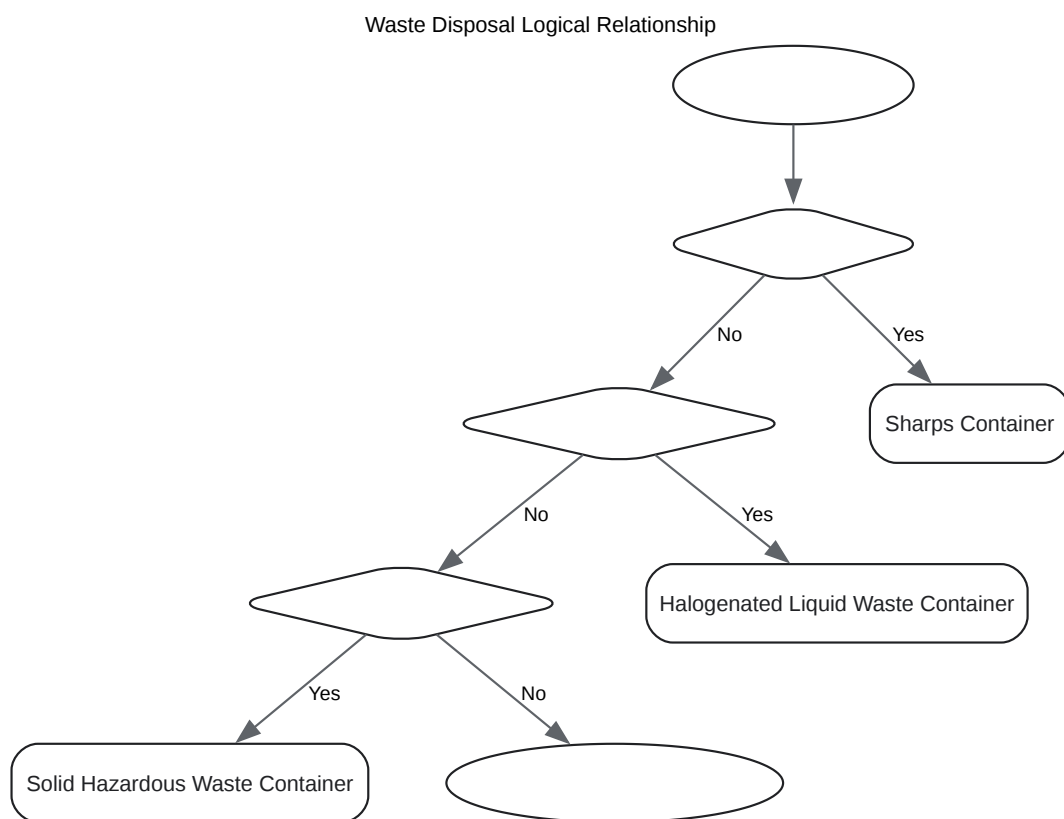 Waste Disposal Logical Relationship
No
Yes
Sharps Container
No
Yes
Halogenated Liquid Waste Container
Yes
No
Solid Hazardous Waste Container